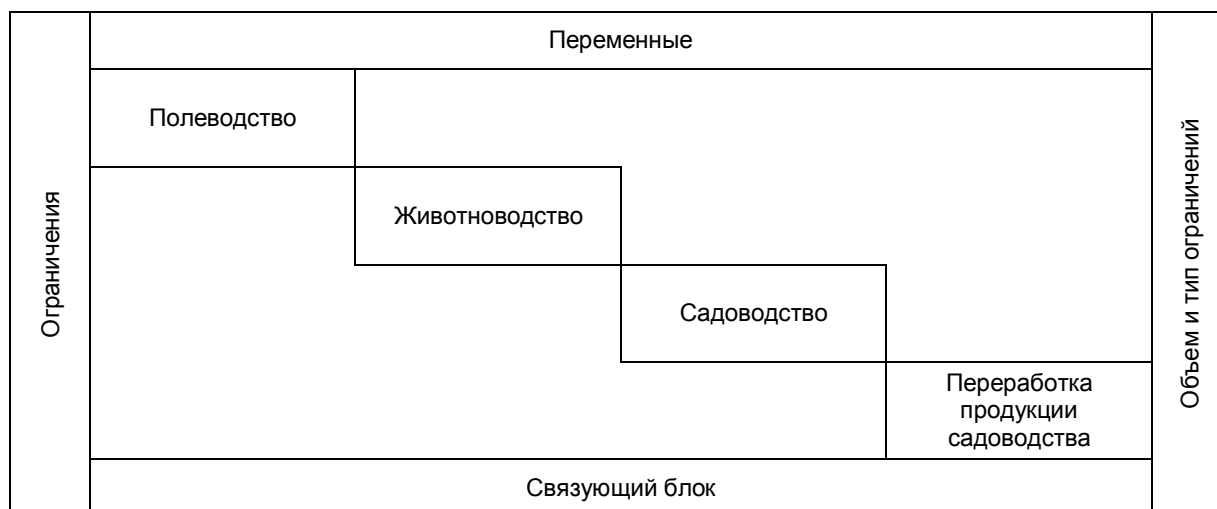 Переменные
Ограничения
Полеводство
Животноводство
Садоводство
Переработка
продукции
садоводства
Связующий блок
Объем и тип ограничений